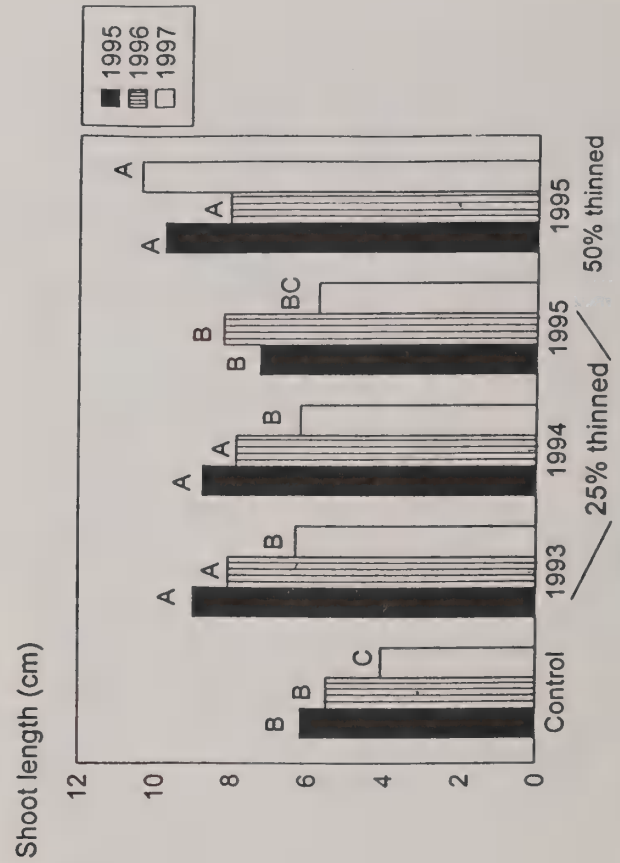 Shoot length (cm)
1995
1996
1997
12
10
8
6
4
2
0
B
B
C
A
A
B
A
A
B
B
B
BC
A
A
A
Control
1993
1994
1995
1995
25% thinned
50% thinned